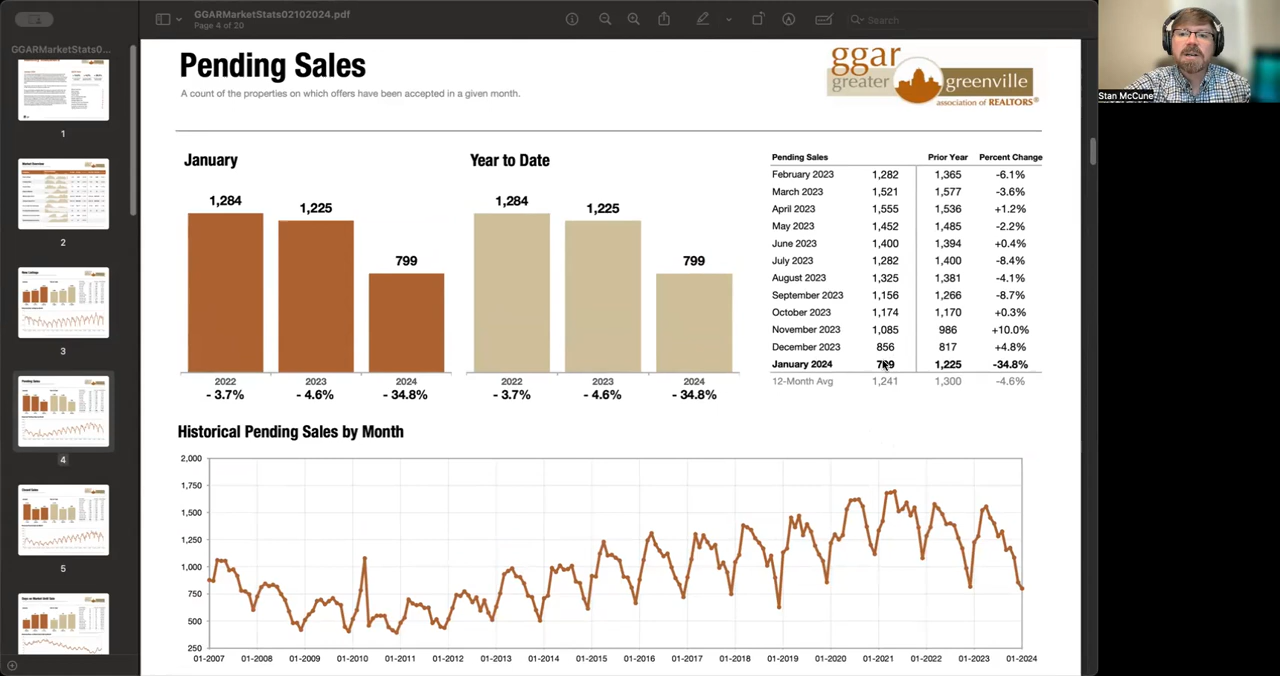 GGARMarketStats02102024.pdf
Page 4 of 20
Search
GGARMarketStats0...
1
2
3
4
5
Stan McCune
Pending Sales
A count of the properties on which offers have been accepted in a given month.
ggar
greater greenville
association of REALTORS®
January
1,284
1,225
799
2022
2023
2024
- 3.7%
- 4.6%
- 34.8%
Year to Date
1,284
1,225
799
2022
2023
2024
- 3.7%
- 4.6%
- 34.8%
Pending Sales Prior Year Percent Change
February 2023 1,282 1,365 -6.1%
March 2023 1,521 1,577 -3.6%
April 2023 1,555 1,536 +1.2%
May 2023 1,452 1,485 -2.2%
June 2023 1,400 1,394 +0.4%
July 2023 1,282 1,400 -8.4%
August 2023 1,325 1,381 -4.1%
September 2023 1,156 1,266 -8.7%
October 2023 1,174 1,170 +0.3%
November 2023 1,085 986 +10.0%
December 2023 856 817 +4.8%
January 2024 799 1,225 -34.8%
12-Month Avg 1,241 1,300 -4.6%
Historical Pending Sales by Month
2,000
1,750
1,500
1,250
1,000
750
500
250
01-2007 01-2008 01-2009 01-2010 01-2011 01-2012 01-2013 01-2014 01-2015 01-2016 01-2017 01-2018 01-2019 01-2020 01-2021 01-2022 01-2023 01-2024